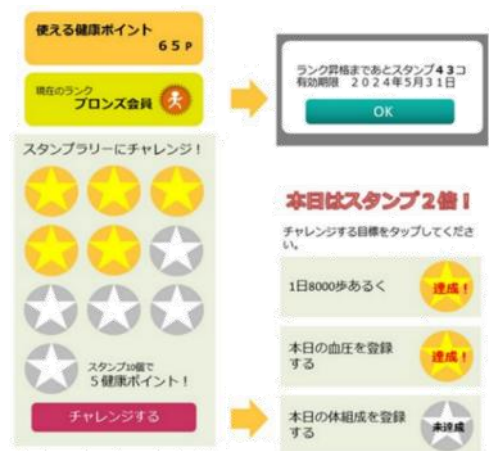 使える健康ポイント
65P
現在のランク
ブロンズ会員
スタンプラリーにチャレンジ！
スタンプ10個で
5健康ポイント！
チャレンジする
ランク昇格まであとスタンプ43コ
有効期限 2024年5月31日
OK
本日はスタンプ2倍！
チャレンジする目標をタップしてくださ
い。
1日8000歩あるく
達成！
本日の血圧を登録
する
達成！
本日の体組成を登録
する
未達成